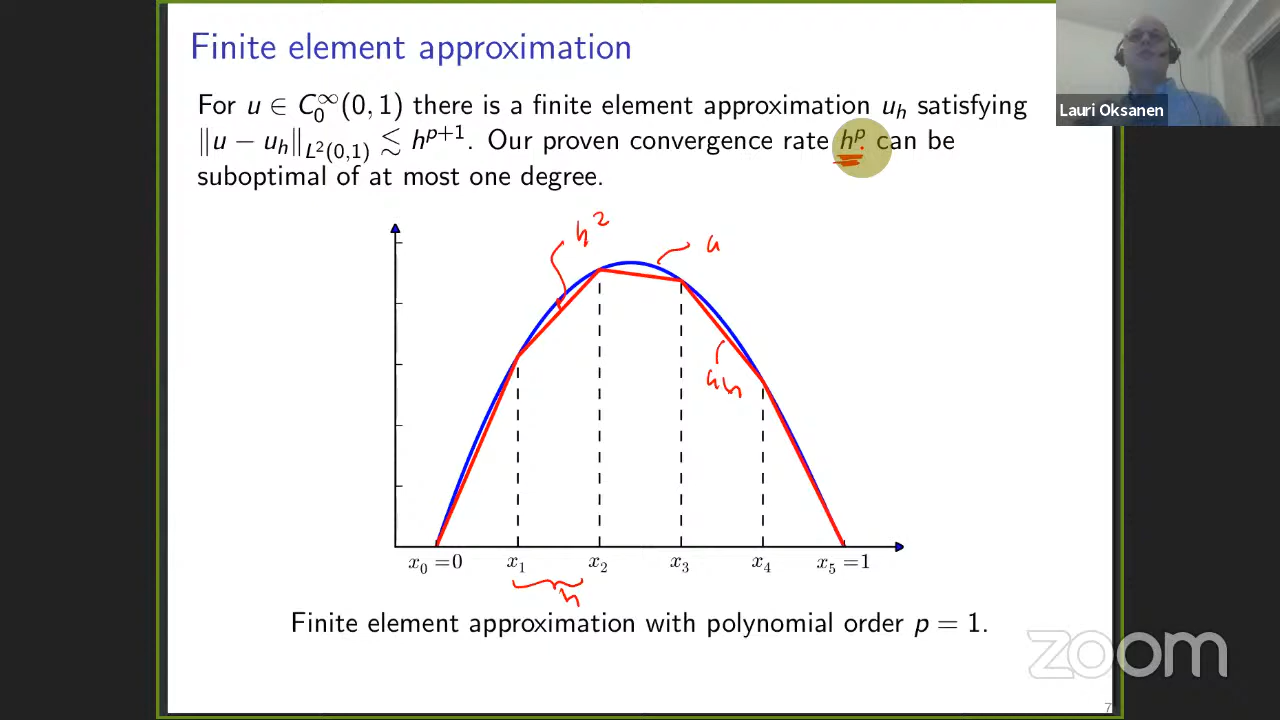 Finite element approximation
Lauri Oksanen
For u ∈ C₀^∞(0, 1) there is a finite element approximation u_h satisfying
‖u − u_h‖_{L²(0,1)} ≲ h^{p+1}. Our proven convergence rate h^p can be
suboptimal of at most one degree.
h²
u
u_h
x₀ =0 x₁ x₂ x₃ x₄ x₅ =1
h
Finite element approximation with polynomial order p = 1.
zoom
7